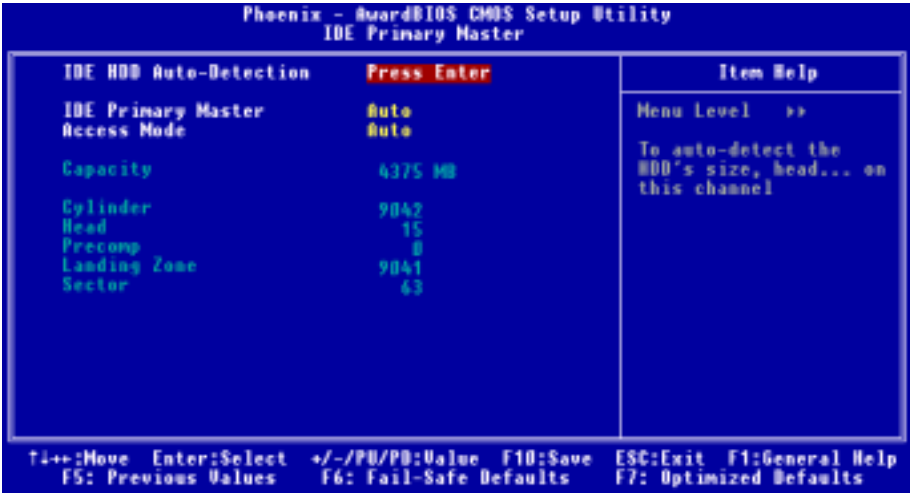 Phoenix - AwardBIOS CMOS Setup Utility
IDE Primary Master
IDE HDD Auto-Detection Press Enter
IDE Primary Master Auto
Access Mode Auto
Capacity 4375 MB
Cylinder 9042
Head 15
Precomp 0
Landing Zone 9041
Sector 63
Item Help
Menu Level ▸▸
To auto-detect the
HDD's size, head... on
this channel
↑↓→←:Move Enter:Select +/-/PU/PD:Value F10:Save ESC:Exit F1:General Help
F5: Previous Values F6: Fail-Safe Defaults F7: Optimized Defaults